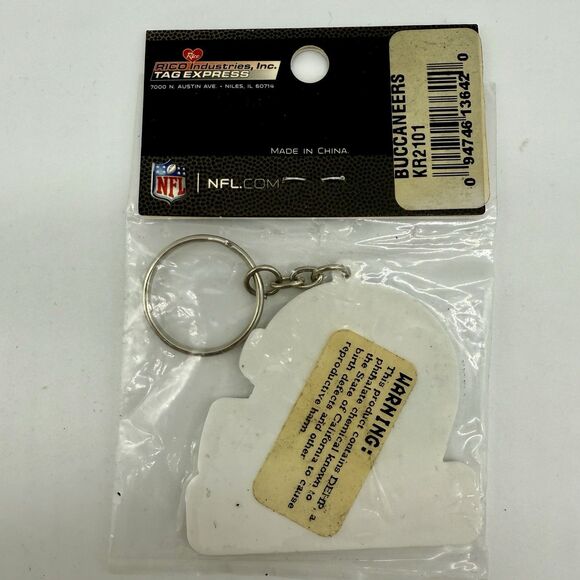 Rico
RICO Industries, Inc.
TAG EXPRESS
7000 N. AUSTIN AVE. • NILES, IL 60714
MADE IN CHINA.
NFL
NFL.COM
BUCCANEERS
KR2101
0 94746 13642 0
WARNING:
This product contains DEHP, a
phthalate chemical known to
the State of California to cause
birth defects and other
reproductive harm.